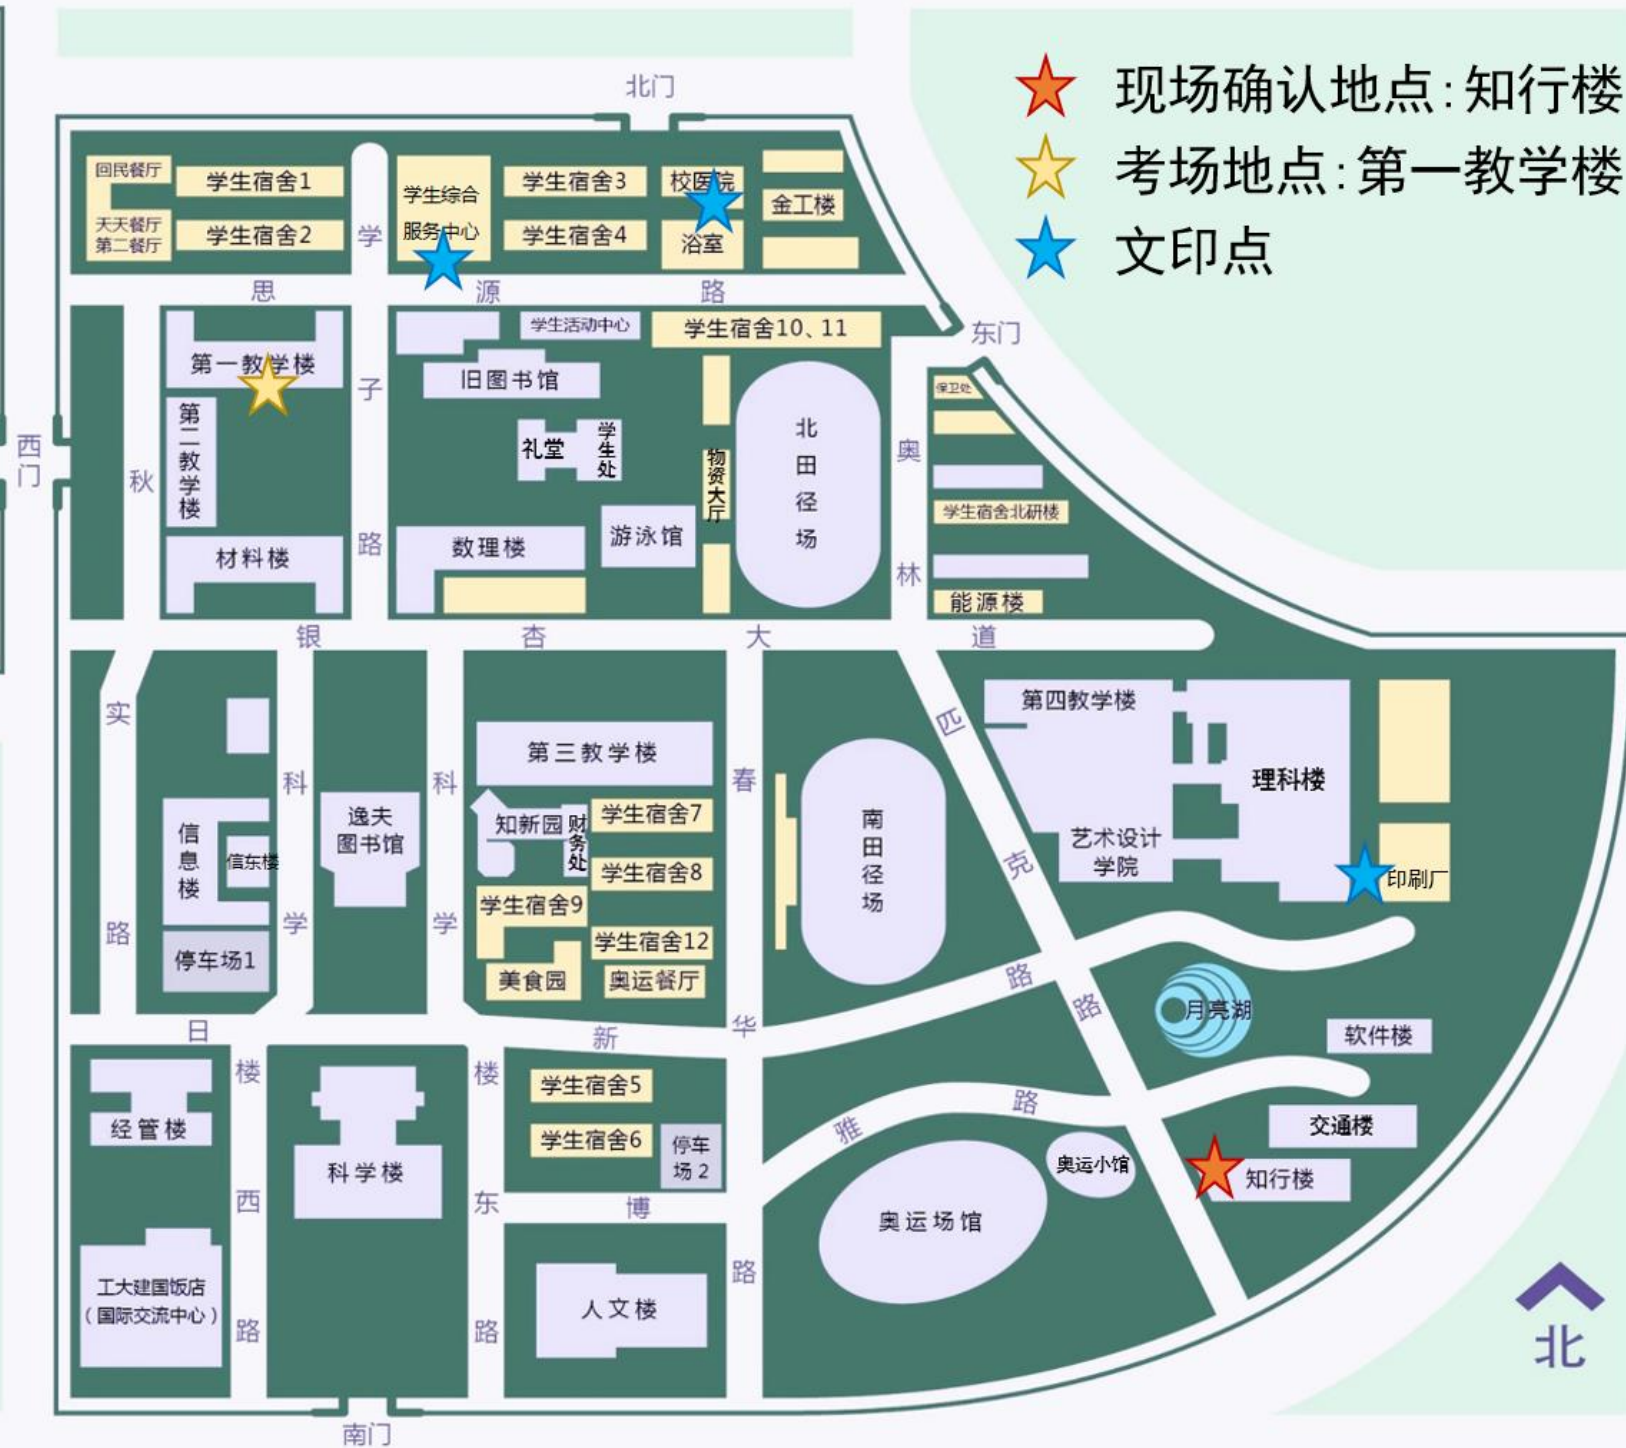 北门
现场确认地点:知行楼
考场地点:第一教学楼
文印点
回民餐厅
天天餐厅
第二餐厅
学生宿舍1
学生宿舍2
学生综合
服务中心
学生宿舍3
学生宿舍4
校医院
浴室
金工楼
思源路
学子路
东门
西门
第一教学楼
第二教学楼
材料楼
秋实路
学生活动中心
学生宿舍10、11
旧图书馆
礼堂
学生处
物资大厅
北田径场
游泳馆
数理楼
奥林匹克路
保卫处
学生宿舍北研楼
能源楼
银杏大道
信息楼
信东楼
停车场1
科学楼西路
逸夫
图书馆
科学楼东路
第三教学楼
知新园
财务处
学生宿舍7
学生宿舍8
学生宿舍9
学生宿舍12
美食园
奥运餐厅
春华路
南田径场
第四教学楼
理科楼
艺术设计
学院
印刷厂
月亮湖
软件楼
交通楼
知行楼
日新路
经管楼
科学楼
学生宿舍5
学生宿舍6
停车
场2
博雅路
奥运小馆
奥运场馆
工大建国饭店
(国际交流中心)
人文楼
南门
北